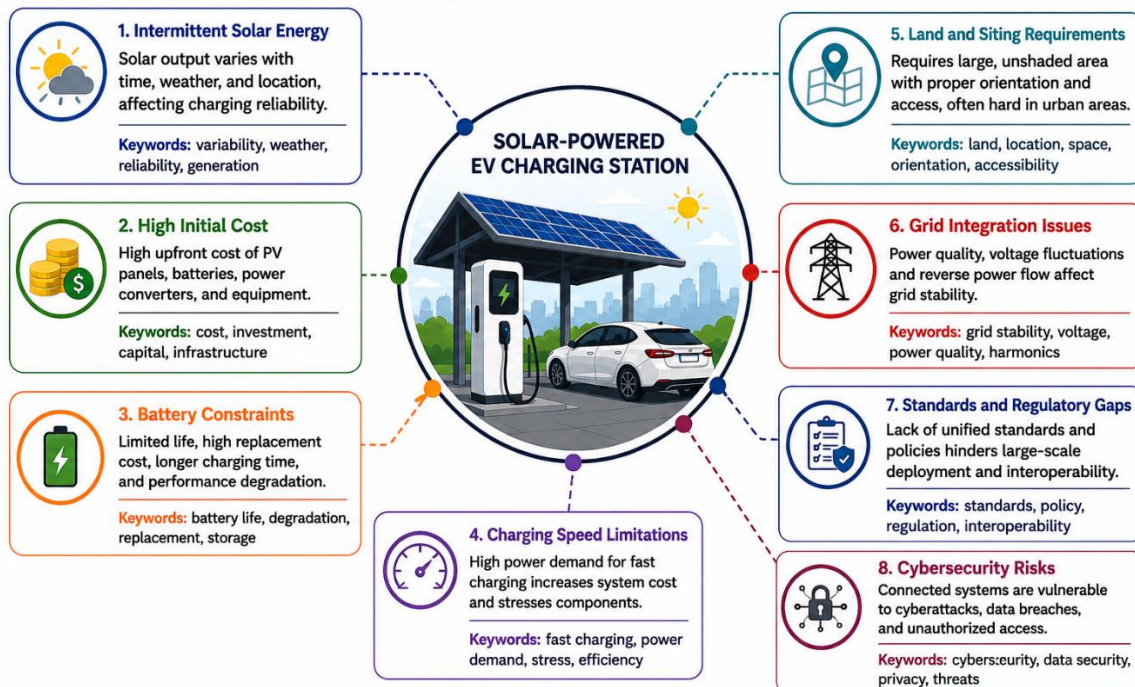 1. Intermittent Solar Energy
Solar output varies with
time, weather, and location,
affecting charging reliability.
Keywords: variability, weather,
reliability, generation
2. High Initial Cost
High upfront cost of PV
panels, batteries, power
converters, and equipment.
$
Keywords: cost, investment,
capital, infrastructure
3. Battery Constraints
Limited life, high replacement
cost, longer charging time,
and performance degradation.
Keywords: battery life, degradation,
replacement, storage
SOLAR-POWERED
EV CHARGING STATION
4. Charging Speed Limitations
High power demand for fast
charging increases system cost
and stresses components.
Keywords: fast charging, power
demand, stress, efficiency
5. Land and Siting Requirements
Requires large, unshaded area
with proper orientation and
access, often hard in urban areas.
Keywords: land, location, space,
orientation, accessibility
6. Grid Integration Issues
Power quality, voltage fluctuations
and reverse power flow affect
grid stability.
Keywords: grid stability, voltage,
power quality, harmonics
7. Standards and Regulatory Gaps
Lack of unified standards and
policies hinders large-scale
deployment and interoperability.
Keywords: standards, policy,
regulation, interoperability
8. Cybersecurity Risks
Connected systems are vulnerable
to cyberattacks, data breaches,
and unauthorized access.
Keywords: cybersecurity, data security,
privacy, threats